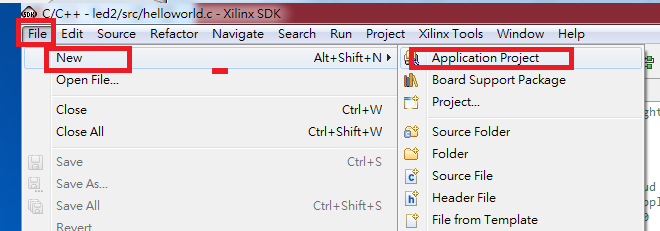 C/C++ - led2/src/helloworld.c - Xilinx SDK
File Edit Source Refactor Navigate Search Run Project Xilinx Tools Window Help
New Alt+Shift+N
Open File...
Close Ctrl+W
Close All Ctrl+Shift+W
Save Ctrl+S
Save As...
Save All Ctrl+Shift+S
Revert
Application Project
Board Support Package
Project...
Source Folder
Folder
Source File
Header File
File from Template